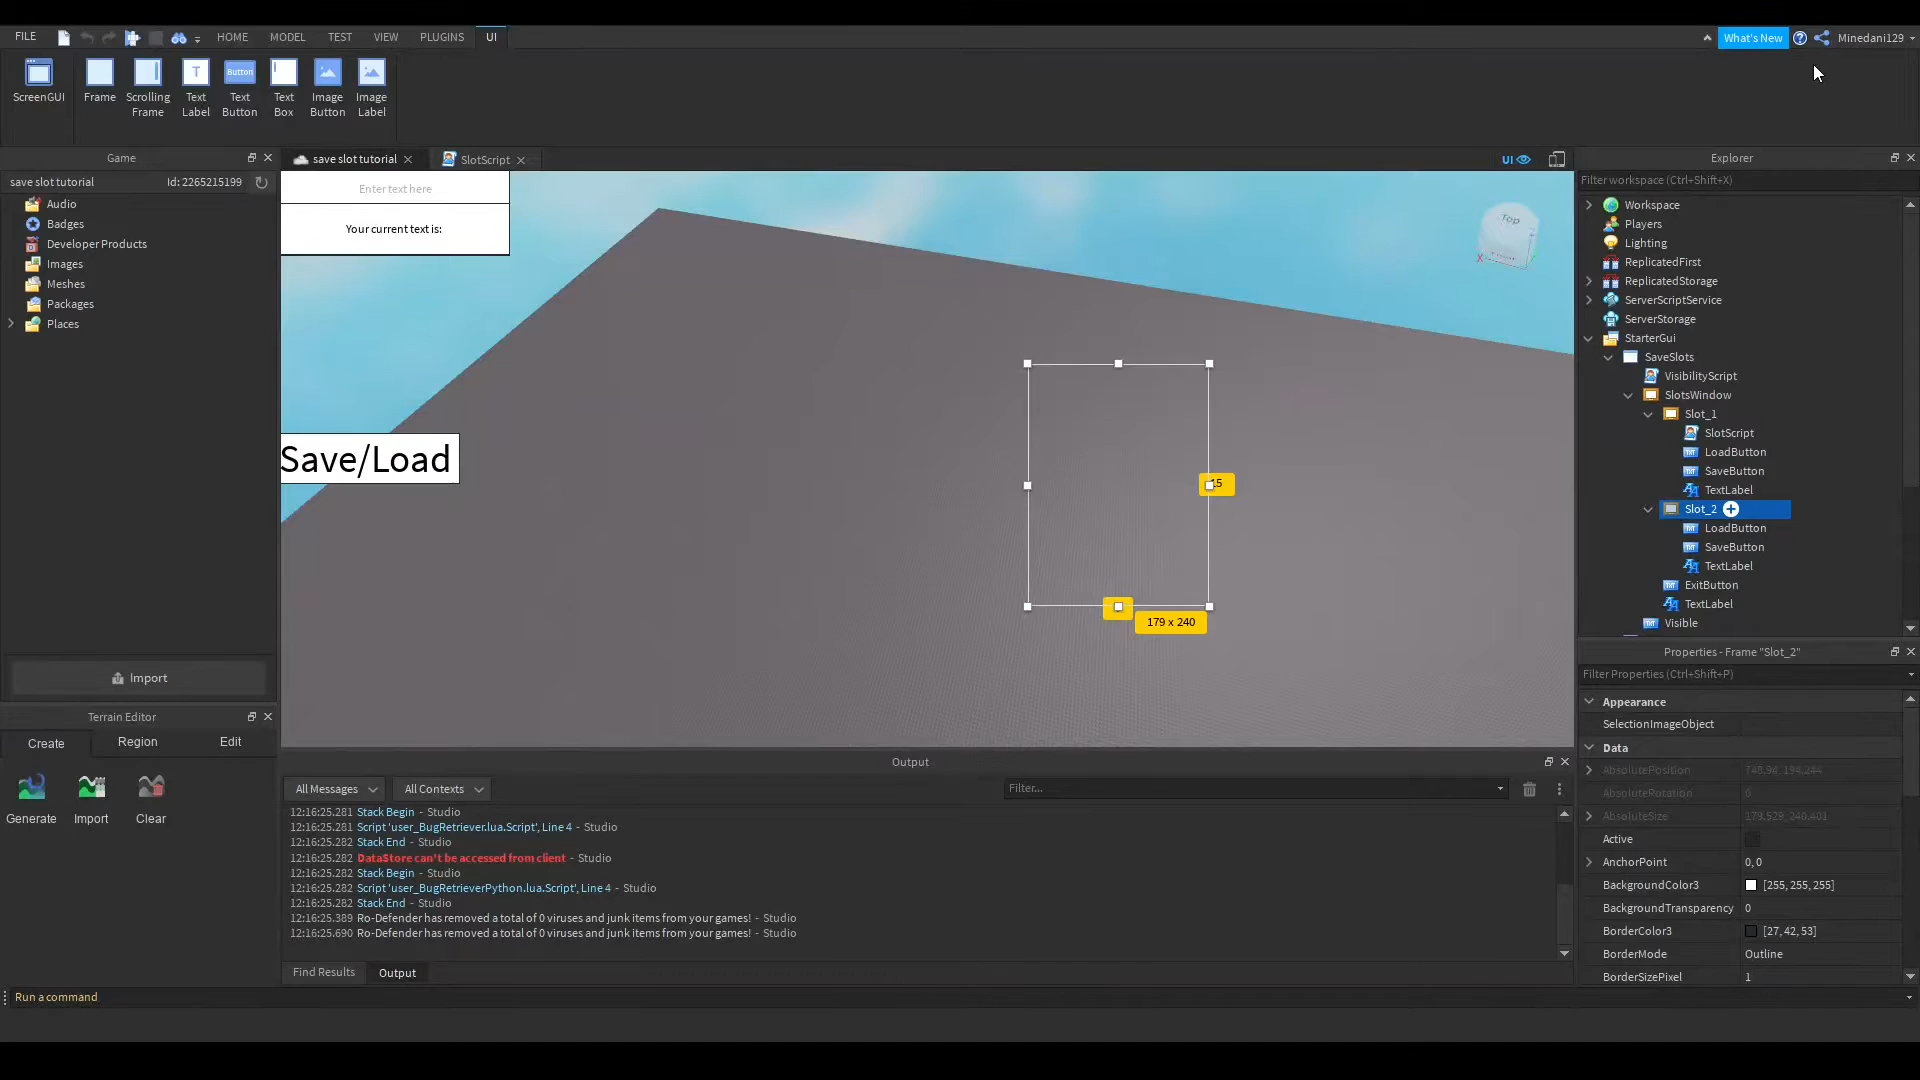 FILE
HOME
MODEL
TEST
VIEW
PLUGINS
UI
What's New
Minedani129
ScreenGUI
Frame
Scrolling
Frame
Text
Label
Button
Text
Button
Text
Box
Image
Button
Image
Label
Game
save slot tutorial
Id: 2265215199
Audio
Badges
Developer Products
Images
Meshes
Packages
Places
Import
Terrain Editor
Create
Region
Edit
Generate
Import
Clear
save slot tutorial
SlotScript
UI
Enter text here
Your current text is:
Save/Load
Top
X
15
179 x 240
Output
All Messages
All Contexts
Filter...
12:16:25.281 Stack Begin - Studio
12:16:25.281 Script 'user_BugRetriever.lua.Script', Line 4 - Studio
12:16:25.282 Stack End - Studio
12:16:25.282 DataStore can't be accessed from client - Studio
12:16:25.282 Stack Begin - Studio
12:16:25.282 Script 'user_BugRetrieverPython.lua.Script', Line 4 - Studio
12:16:25.282 Stack End - Studio
12:16:25.389 Ro-Defender has removed a total of 0 viruses and junk items from your games! - Studio
12:16:25.690 Ro-Defender has removed a total of 0 viruses and junk items from your games! - Studio
Find Results
Output
Run a command
Explorer
Filter workspace (Ctrl+Shift+X)
Workspace
Players
Lighting
ReplicatedFirst
ReplicatedStorage
ServerScriptService
ServerStorage
StarterGui
SaveSlots
VisibilityScript
SlotsWindow
Slot_1
SlotScript
LoadButton
SaveButton
TextLabel
Slot_2
LoadButton
SaveButton
TextLabel
ExitButton
TextLabel
Visible
Properties - Frame "Slot_2"
Filter Properties (Ctrl+Shift+P)
Appearance
SelectionImageObject
Data
AbsolutePosition
AbsoluteRotation 0
AbsoluteSize 179.529, 240.401
Active
AnchorPoint 0, 0
BackgroundColor3 [255, 255, 255]
BackgroundTransparency 0
BorderColor3 [27, 42, 53]
BorderMode Outline
BorderSizePixel 1